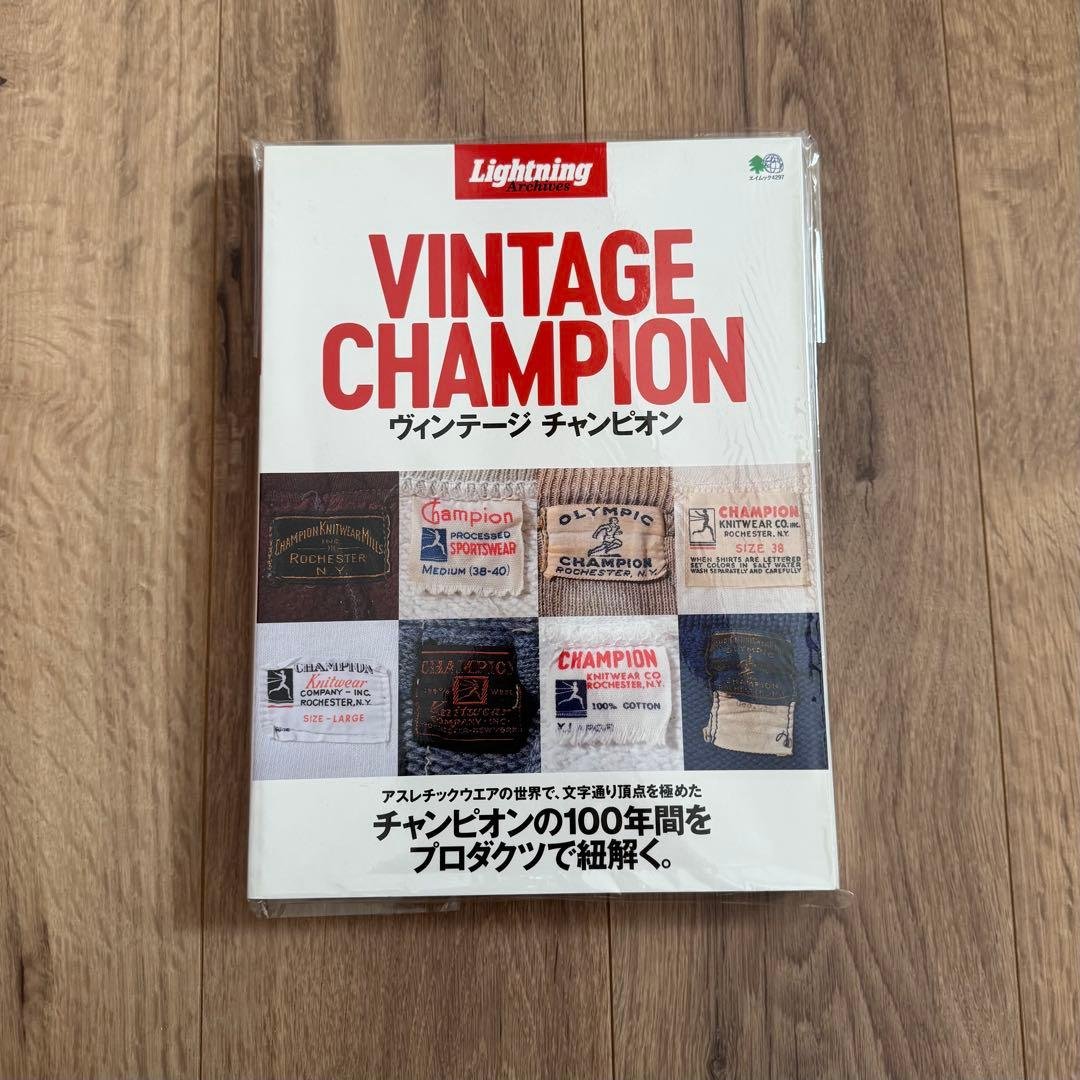 Lightning
Archives
エイムック4297
VINTAGE
CHAMPION
ヴィンテージ チャンピオン
CHAMPION KNITWEAR MILLS
INC
ROCHESTER
N.Y.
Champion
PROCESSED
SPORTSWEAR
MEDIUM (38-40)
OLYMPIC
CHAMPION
ROCHESTER, N.Y.
CHAMPION
KNITWEAR CO. INC.
ROCHESTER. N.Y.
SIZE 38
WHEN SHIRTS ARE LETTERED
SET COLORS IN SALT WATER
WASH SEPARATELY AND CAREFULLY
CHAMPION
Knitwear
COMPANY - INC.
ROCHESTER, N.Y.
SIZE - LARGE
CHAMPION
100% WOOL
COMPANY · INC·
CHAMPION
KNITWEAR CO
ROCHESTER, N.Y.
100% COTTON
OLYMPIC
CHAMPION
アスレチックウエアの世界で、文字通り頂点を極めた
チャンピオンの100年間を
プロダクツで紐解く。